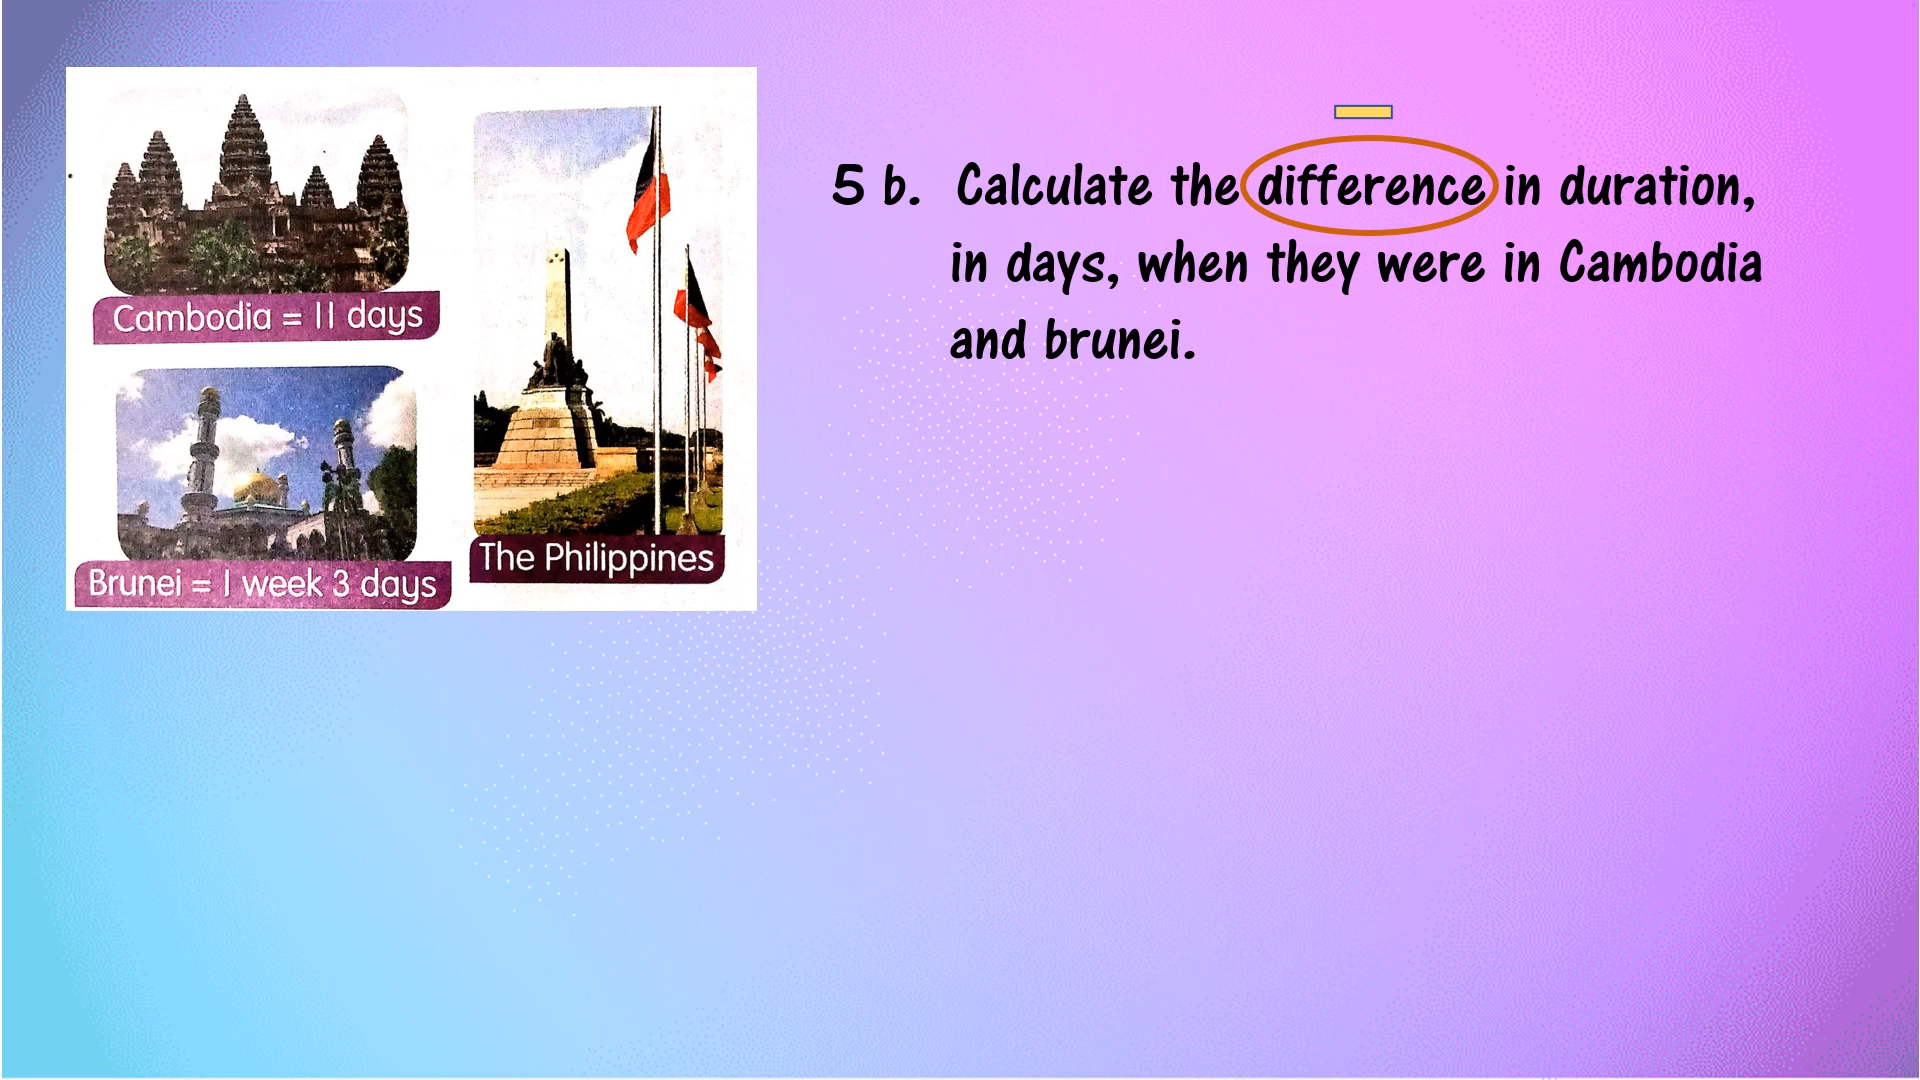 Cambodia = 11 days
Brunei = 1 week 3 days
The Philippines
5 b. Calculate the difference in duration,
in days, when they were in Cambodia
and brunei.